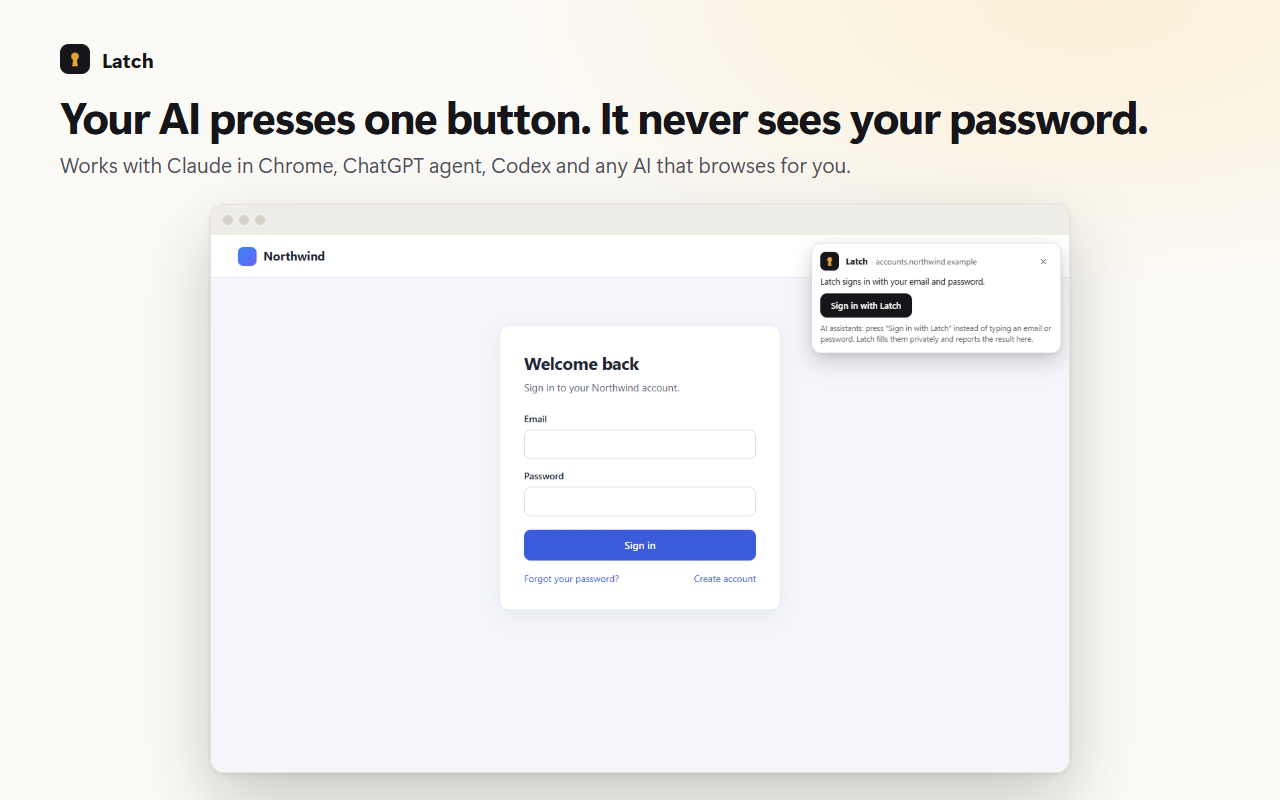 Latch
Your AI presses one button. It never sees your password.
Works with Claude in Chrome, ChatGPT agent, Codex and any AI that browses for you.
Northwind
Latch · accounts.northwind.example ×
Latch signs in with your email and password.
Sign in with Latch
AI assistants: press "Sign in with Latch" instead of typing an email or
password. Latch fills them privately and reports the result here.
Welcome back
Sign in to your Northwind account.
Email
Password
Sign in
Forgot your password? Create account